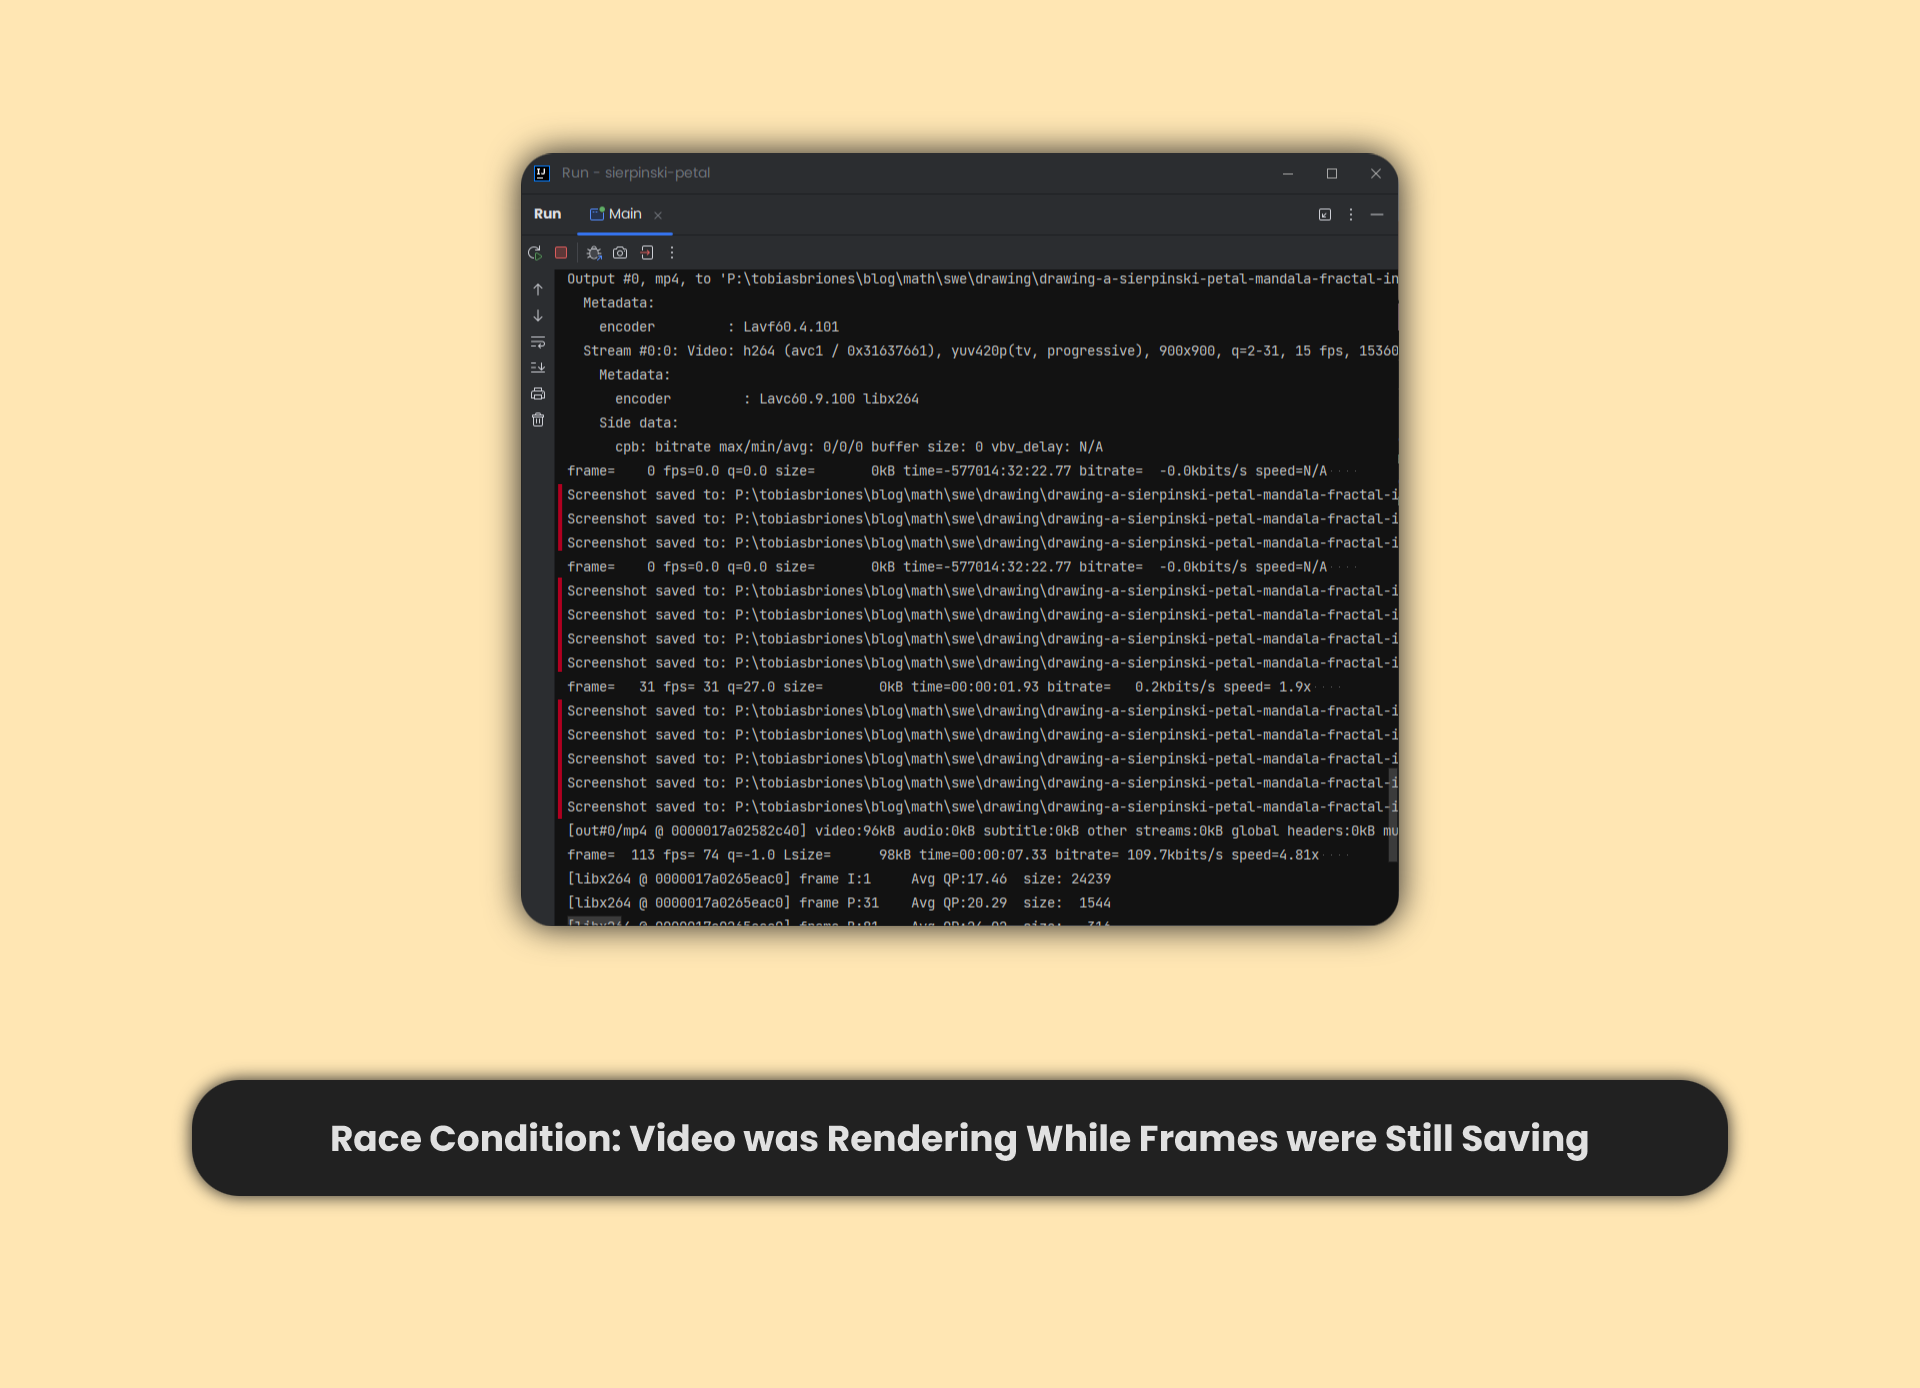 IJ
Run - sierpinski-petal
Run Main
Output #0, mp4, to 'P:\tobiasbriones\blog\math\swe\drawing\drawing-a-sierpinski-petal-mandala-fractal-in
Metadata:
encoder : Lavf60.4.101
Stream #0:0: Video: h264 (avc1 / 0x31637661), yuv420p(tv, progressive), 900x900, q=2-31, 15 fps, 15360
Metadata:
encoder : Lavc60.9.100 libx264
Side data:
cpb: bitrate max/min/avg: 0/0/0 buffer size: 0 vbv_delay: N/A
frame=    0 fps=0.0 q=0.0 size=       0kB time=-577014:32:22.77 bitrate=  -0.0kbits/s speed=N/A
Screenshot saved to: P:\tobiasbriones\blog\math\swe\drawing\drawing-a-sierpinski-petal-mandala-fractal-i
Screenshot saved to: P:\tobiasbriones\blog\math\swe\drawing\drawing-a-sierpinski-petal-mandala-fractal-i
Screenshot saved to: P:\tobiasbriones\blog\math\swe\drawing\drawing-a-sierpinski-petal-mandala-fractal-i
frame=    0 fps=0.0 q=0.0 size=       0kB time=-577014:32:22.77 bitrate=  -0.0kbits/s speed=N/A
Screenshot saved to: P:\tobiasbriones\blog\math\swe\drawing\drawing-a-sierpinski-petal-mandala-fractal-i
Screenshot saved to: P:\tobiasbriones\blog\math\swe\drawing\drawing-a-sierpinski-petal-mandala-fractal-i
Screenshot saved to: P:\tobiasbriones\blog\math\swe\drawing\drawing-a-sierpinski-petal-mandala-fractal-i
Screenshot saved to: P:\tobiasbriones\blog\math\swe\drawing\drawing-a-sierpinski-petal-mandala-fractal-i
frame=   31 fps= 31 q=27.0 size=       0kB time=00:00:01.93 bitrate=   0.2kbits/s speed= 1.9x
Screenshot saved to: P:\tobiasbriones\blog\math\swe\drawing\drawing-a-sierpinski-petal-mandala-fractal-i
Screenshot saved to: P:\tobiasbriones\blog\math\swe\drawing\drawing-a-sierpinski-petal-mandala-fractal-i
Screenshot saved to: P:\tobiasbriones\blog\math\swe\drawing\drawing-a-sierpinski-petal-mandala-fractal-i
Screenshot saved to: P:\tobiasbriones\blog\math\swe\drawing\drawing-a-sierpinski-petal-mandala-fractal-i
Screenshot saved to: P:\tobiasbriones\blog\math\swe\drawing\drawing-a-sierpinski-petal-mandala-fractal-i
[out#0/mp4 @ 0000017a02582c40] video:96kB audio:0kB subtitle:0kB other streams:0kB global headers:0kB mu
frame=  113 fps= 74 q=-1.0 Lsize=      98kB time=00:00:07.33 bitrate= 109.7kbits/s speed=4.81x
[libx264 @ 0000017a0265eac0] frame I:1     Avg QP:17.46  size: 24239
[libx264 @ 0000017a0265eac0] frame P:31    Avg QP:20.29  size:  1544
Race Condition: Video was Rendering While Frames were Still Saving